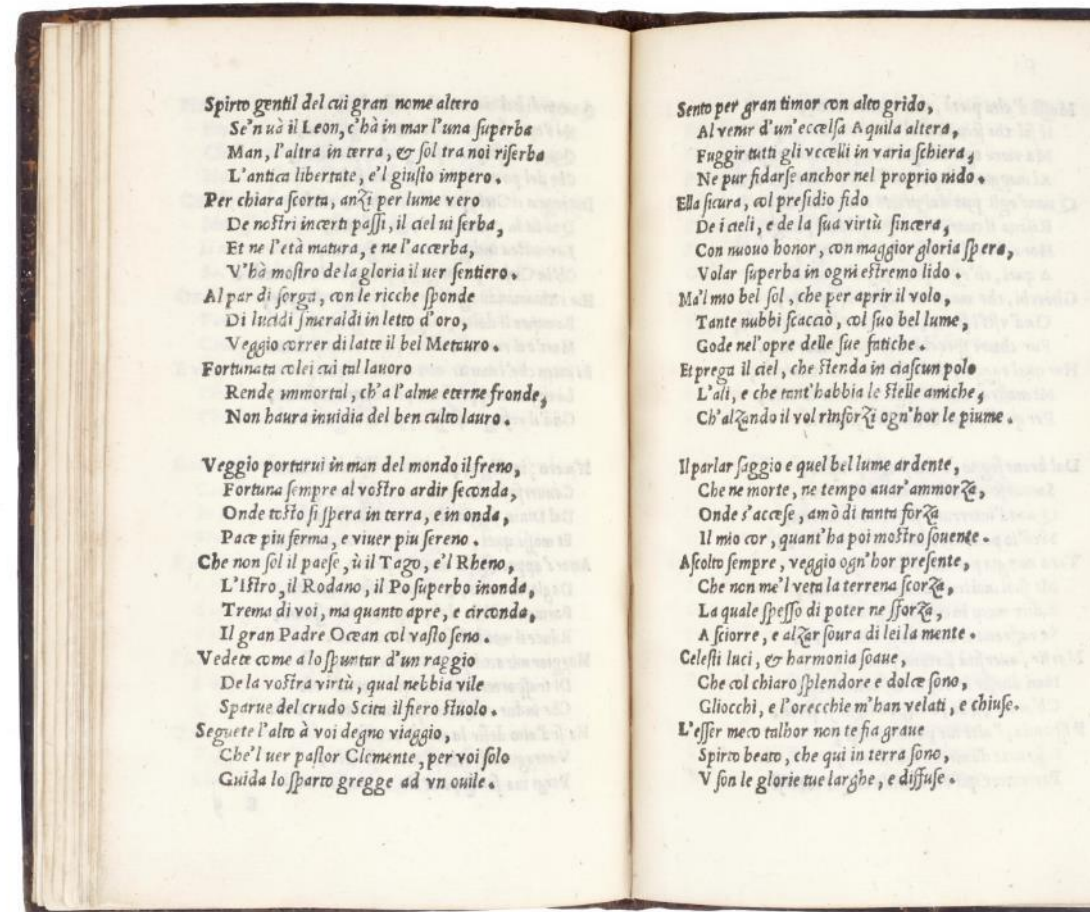 Spirto gentil del cui gran nome altero
Se'n uà il Leon, c'hà in mar l'una superba
Man, l'altra in terra, & sol tra noi riserba
L'antica libertate, e'l giusto impero.
Per chiara scorta, anzi per lume vero
De nostri incerti passi, il ciel ui serba,
Et ne l'età matura, e ne l'accerba,
V'hà mostro de la gloria il uer sentiero.
Al par di sorga, con le ricche sponde
Di lucidi smeraldi in letto d'oro,
Veggio correr di latte il bel Metauro.
Fortunata colei cui tal lauoro
Rende immortal, ch'a l'alme eterne fronde,
Non haura inuidia del ben culto lauro.
Veggio portarui in man del mondo il freno,
Fortuna sempre al vostro ardir seconda,
Onde tosto si spera in terra, e in onda,
Pace piu ferma, e viuer piu sereno.
Che non sol il paese, ù il Tago, e'l Rheno,
L'Istro, il Rodano, il Po superbo inonda,
Trema di voi, ma quanto apre, e circonda,
Il gran Padre Ocean col vasto seno.
Vedete come a lo spuntar d'un raggio
De la vostra virtù, qual nebbia vile
Sparue del crudo Scita il fiero stuolo.
Seguete l'alto à voi degno viaggio,
Che'l uer pastor Clemente, per voi solo
Guida lo sparto gregge ad vn ouile.
Sento per gran timor con alto grido,
Al venir d'un'eccelsa Aquila altera,
Fuggir tutti gli vccelli in varia schiera,
Ne pur fidarse anchor nel proprio nido.
Ella sicura, col presidio fido
De i cieli, e de la sua virtù sincera,
Con nuouo honor, con maggior gloria spera,
Volar superba in ogni estremo lido.
Ma'l mio bel sol, che per aprir il volo,
Tante nubbi scacciò, col suo bel lume,
Gode nel'opre delle sue fatiche.
Et prega il ciel, che stenda in ciascun polo
L'ali, e che tant'habbia le stelle amiche,
Ch'alzando il vol rinforzi ogn'hor le piume.
Il parlar saggio e quel bel lume ardente,
Che ne morte, ne tempo auar'ammorza,
Onde s'accese, amò di tanta forza
Il mio cor, quant'ha poi mostro souente.
Ascolto sempre, veggio ogn'hor presente,
Che non me'l veta la terrena scorza,
La quale spesso di poter ne sforza,
A sciorre, e alzar soura di lei la mente.
Celesti luci, & harmonia soaue,
Che col chiaro splendore e dolce sono,
Gliocchi, e l'orecchie m'han velati, e chiuse.
L'esser meco talhor non te fia graue
Spirto beato, che qui in terra sono,
V son le glorie tue larghe, e diffuse.